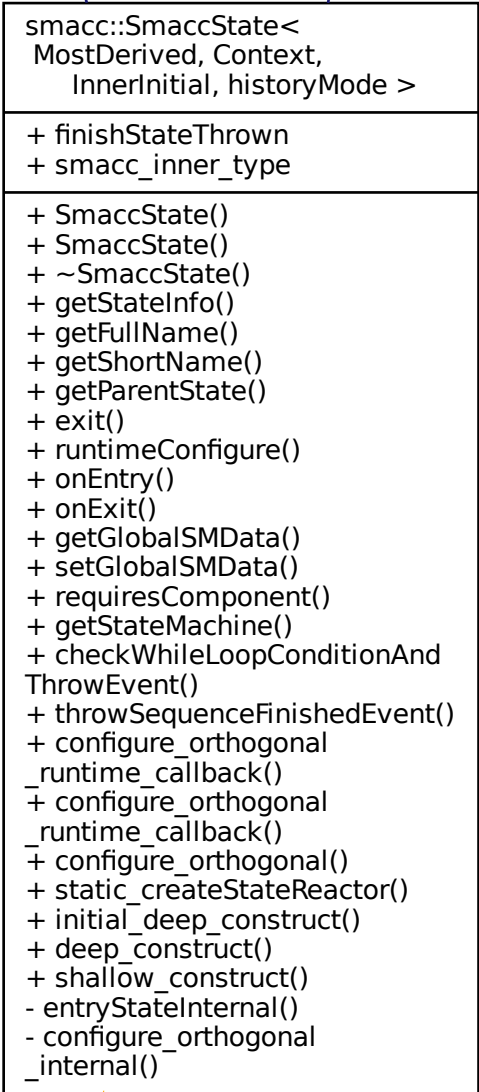 smacc::SmaccState<
MostDerived, Context,
InnerInitial, historyMode >
+ finishStateThrown
+ smacc_inner_type
+ SmaccState()
+ SmaccState()
+ ~SmaccState()
+ getStateInfo()
+ getFullName()
+ getShortName()
+ getParentState()
+ exit()
+ runtimeConfigure()
+ onEntry()
+ onExit()
+ getGlobalSMData()
+ setGlobalSMData()
+ requiresComponent()
+ getStateMachine()
+ checkWhileLoopConditionAnd
ThrowEvent()
+ throwSequenceFinishedEvent()
+ configure_orthogonal
_runtime_callback()
+ configure_orthogonal
_runtime_callback()
+ configure_orthogonal()
+ static_createStateReactor()
+ initial_deep_construct()
+ deep_construct()
+ shallow_construct()
- entryStateInternal()
- configure_orthogonal
_internal()